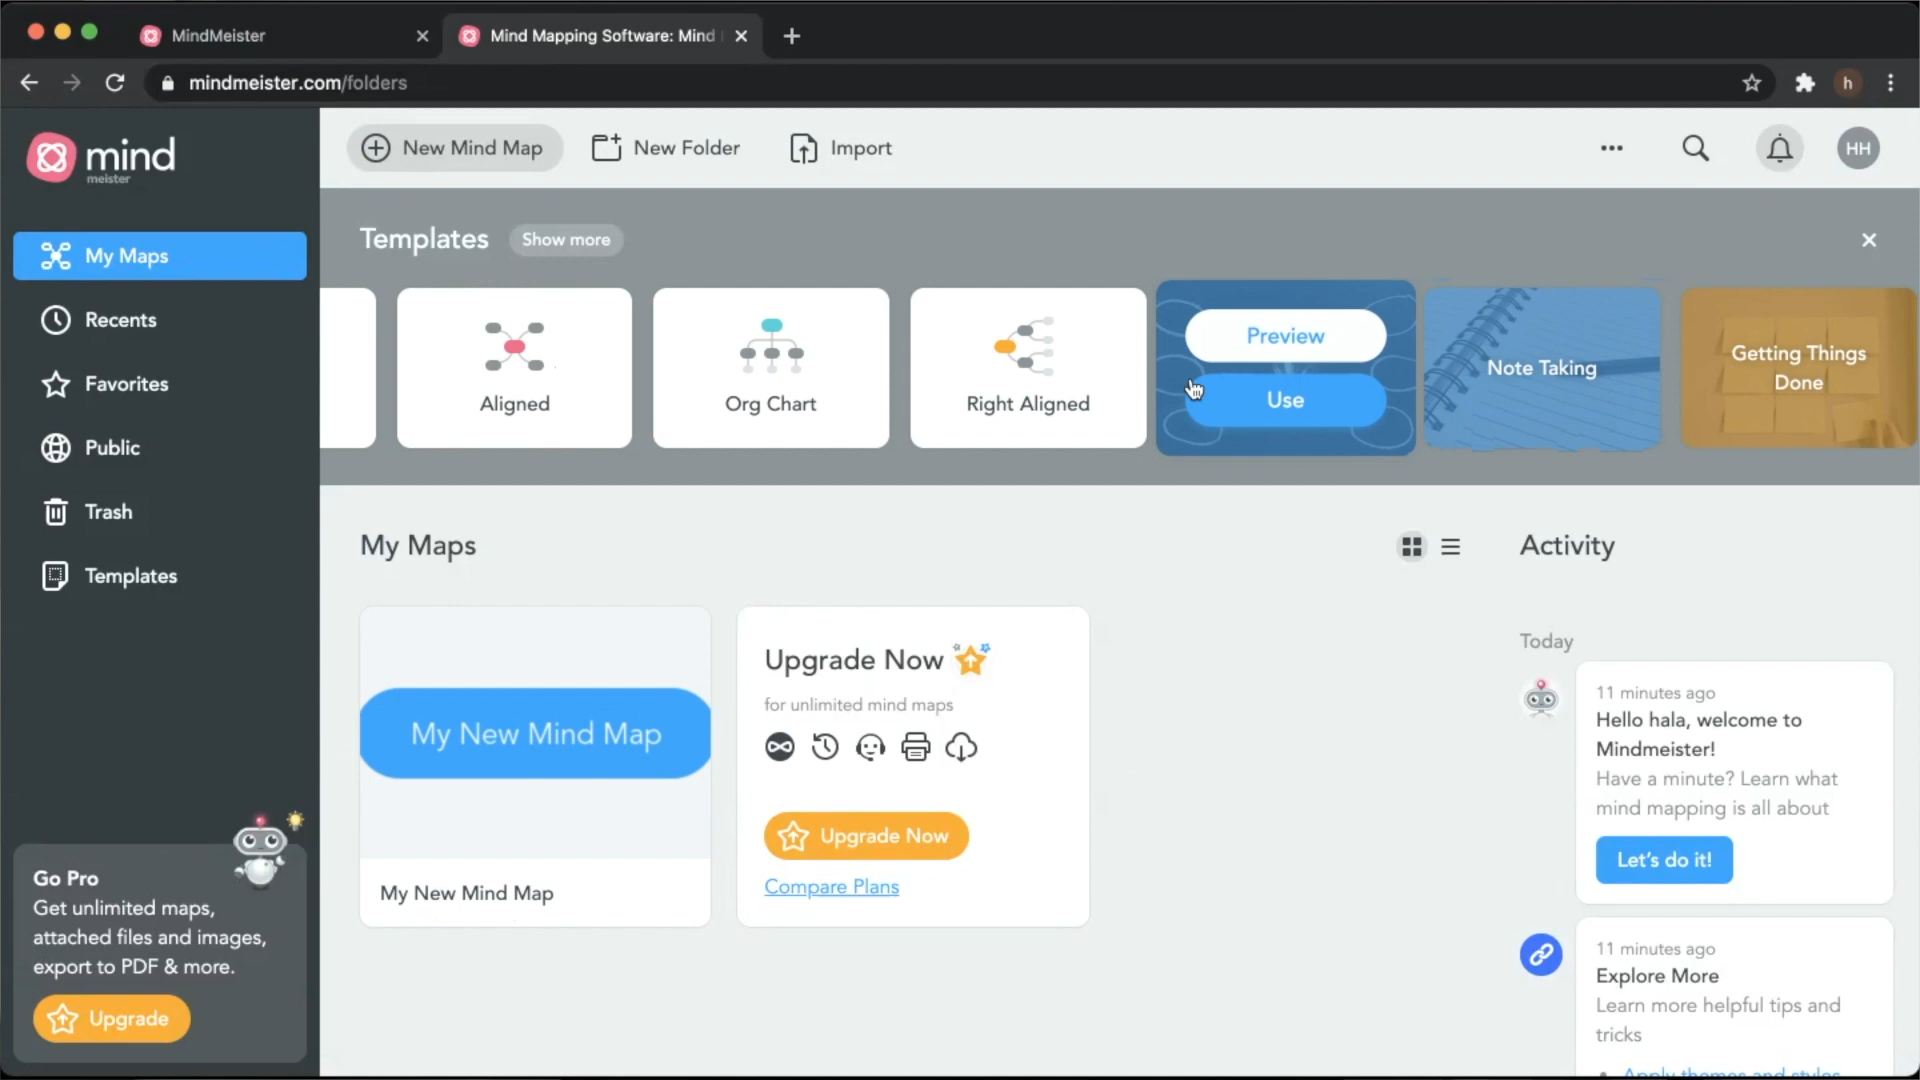 MindMeister
Mind Mapping Software: Mind
mindmeister.com/folders
h
mind
meister
New Mind Map
New Folder
Import
HH
My Maps
Recents
Favorites
Public
Trash
Templates
Templates
Show more
Aligned
Org Chart
Right Aligned
Preview
Use
Note Taking
Getting Things
Done
My Maps
Activity
My New Mind Map
My New Mind Map
Upgrade Now
for unlimited mind maps
Upgrade Now
Compare Plans
Today
11 minutes ago
Hello hala, welcome to
Mindmeister!
Have a minute? Learn what
mind mapping is all about
Let's do it!
11 minutes ago
Explore More
Learn more helpful tips and
tricks
Apply themes and styles
Go Pro
Get unlimited maps,
attached files and images,
export to PDF & more.
Upgrade